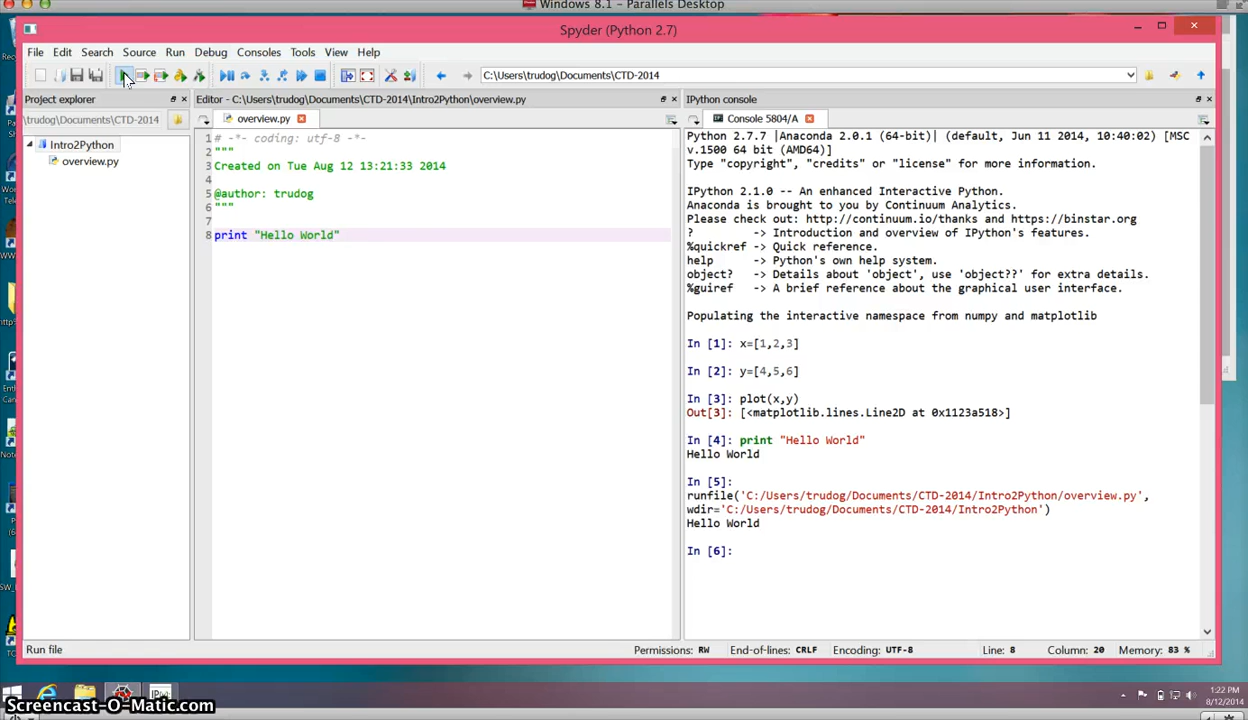 Windows 8.1 - Parallels Desktop
Spyder (Python 2.7)
File Edit Search Source Run Debug Consoles Tools View Help
C:\Users\trudog\Documents\CTD-2014
Project explorer
\trudog\Documents\CTD-2014
Intro2Python
overview.py
Editor - C:\Users\trudog\Documents\CTD-2014\Intro2Python\overview.py
overview.py
1 # -*- coding: utf-8 -*-
2 """
3 Created on Tue Aug 12 13:21:33 2014
4
5 @author: trudog
6 """
7
8 print "Hello World"
IPython console
Console 5804/A
Python 2.7.7 |Anaconda 2.0.1 (64-bit)| (default, Jun 11 2014, 10:40:02) [MSC
v.1500 64 bit (AMD64)]
Type "copyright", "credits" or "license" for more information.
IPython 2.1.0 -- An enhanced Interactive Python.
Anaconda is brought to you by Continuum Analytics.
Please check out: http://continuum.io/thanks and https://binstar.org
? -> Introduction and overview of IPython's features.
%quickref -> Quick reference.
help -> Python's own help system.
object? -> Details about 'object', use 'object??' for extra details.
%guiref -> A brief reference about the graphical user interface.
Populating the interactive namespace from numpy and matplotlib
In [1]: x=[1,2,3]
In [2]: y=[4,5,6]
In [3]: plot(x,y)
Out[3]: [<matplotlib.lines.Line2D at 0x1123a518>]
In [4]: print "Hello World"
Hello World
In [5]:
runfile('C:/Users/trudog/Documents/CTD-2014/Intro2Python/overview.py',
wdir='C:/Users/trudog/Documents/CTD-2014/Intro2Python')
Hello World
In [6]:
Run file
Permissions: RW End-of-lines: CRLF Encoding: UTF-8 Line: 8 Column: 20 Memory: 83 %
1:22 PM
8/12/2014
Screencast-O-Matic.com